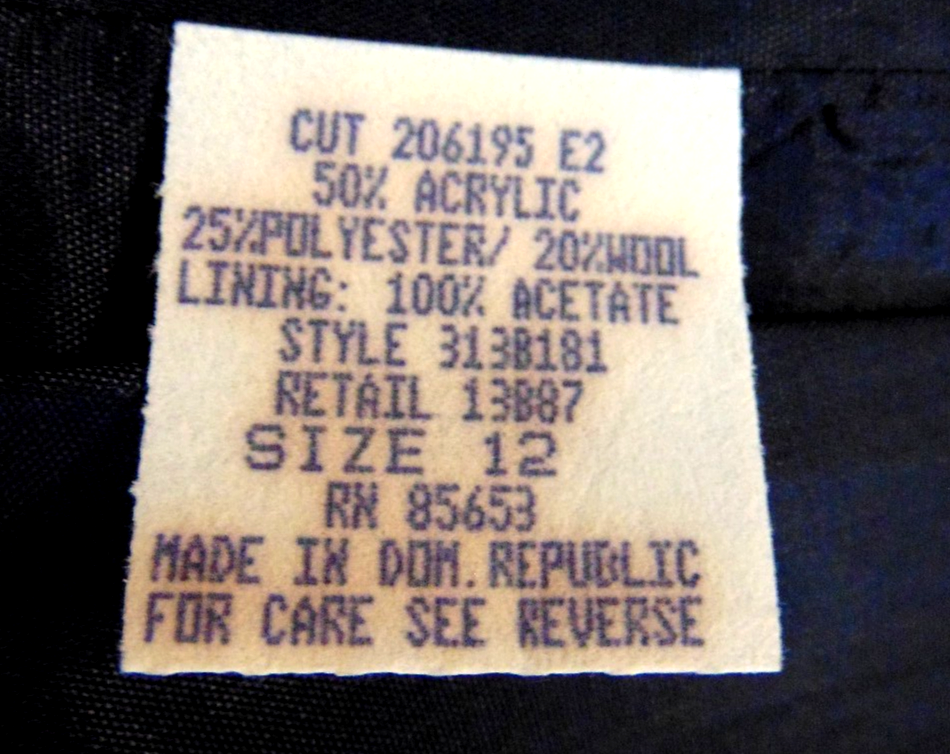 CUT 206195 E2
50% ACRYLIC
25%POLYESTER/ 20%WOOL
LINING: 100% ACETATE
STYLE 313B181
RETAIL 13B87
SIZE 12
RN 85653
MADE IN DOM. REPUBLIC
FOR CARE SEE REVERSE